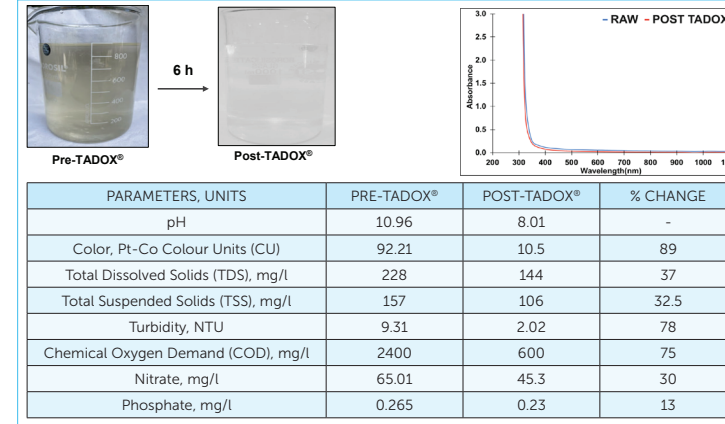 6 h
Pre-TADOX®
Post-TADOX®
800
600
400
200
RAW POST TADOX
Absorbance
3.0
2.5
2.0
1.5
1.0
0.5
0.0
200 300 400 500 600 700 800 900 1000
Wavelength(nm)
PARAMETERS, UNITS PRE-TADOX® POST-TADOX® % CHANGE
pH 10.96 8.01 -
Color, Pt-Co Colour Units (CU) 92.21 10.5 89
Total Dissolved Solids (TDS), mg/l 228 144 37
Total Suspended Solids (TSS), mg/l 157 106 32.5
Turbidity, NTU 9.31 2.02 78
Chemical Oxygen Demand (COD), mg/l 2400 600 75
Nitrate, mg/l 65.01 45.3 30
Phosphate, mg/l 0.265 0.23 13